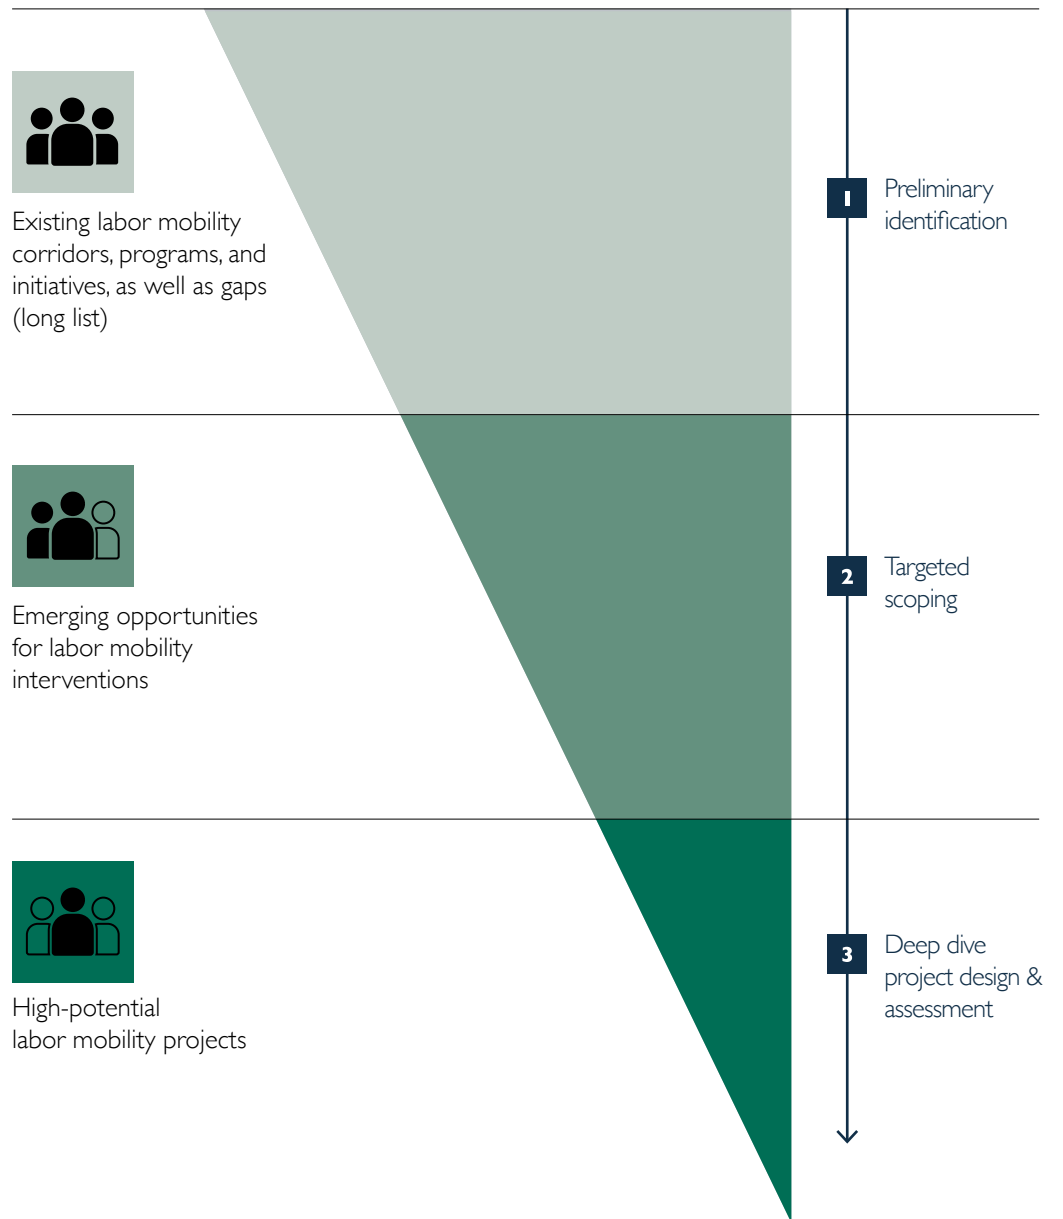 Existing labor mobility
corridors, programs, and
initiatives, as well as gaps
(long list)
1
Preliminary
identification
Emerging opportunities
for labor mobility
interventions
2
Targeted
scoping
High-potential
labor mobility projects
3
Deep dive
project design &
assessment